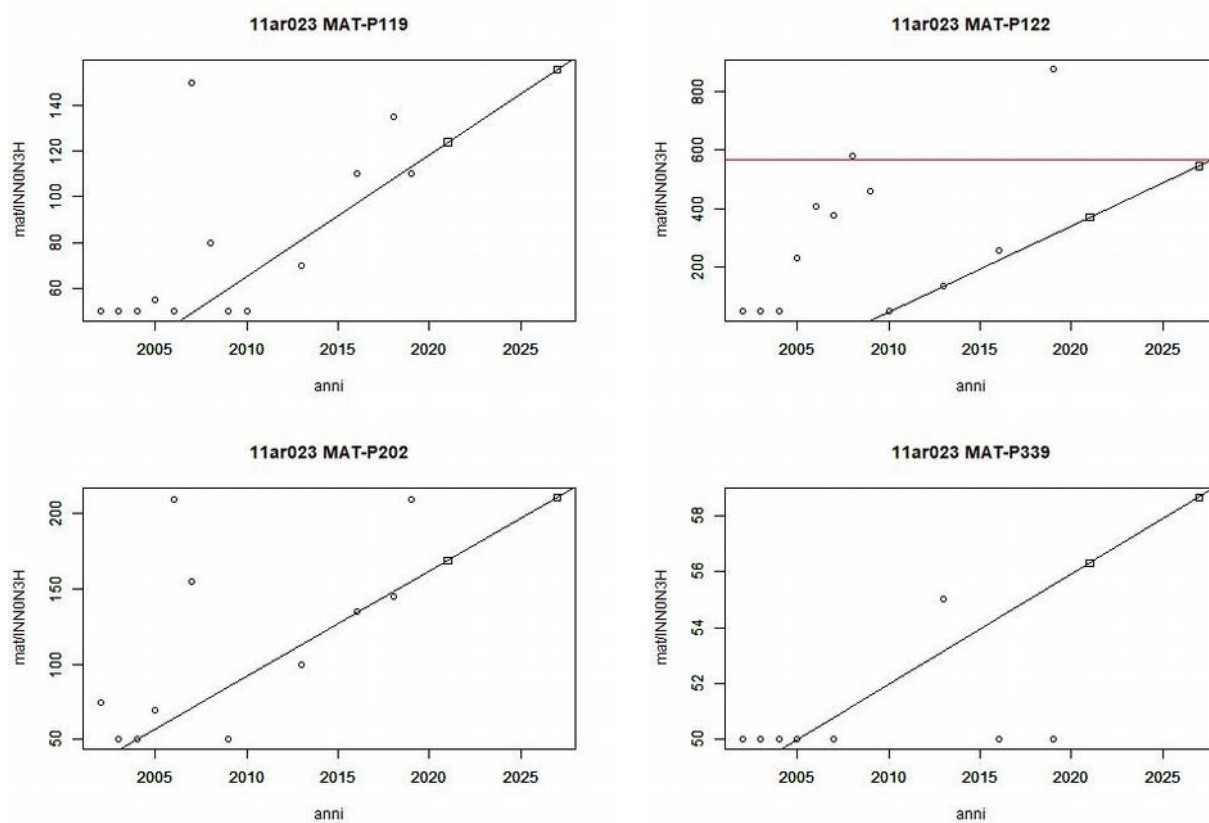 11ar023 MAT-P119
mat/INN0N3H
60 80 100 120 140
2005 2010 2015 2020 2025
anni
11ar023 MAT-P122
mat/INN0N3H
200 400 600 800
2005 2010 2015 2020 2025
anni
11ar023 MAT-P202
mat/INN0N3H
50 100 150 200
2005 2010 2015 2020 2025
anni
11ar023 MAT-P339
mat/INN0N3H
50 52 54 56 58
2005 2010 2015 2020 2025
anni